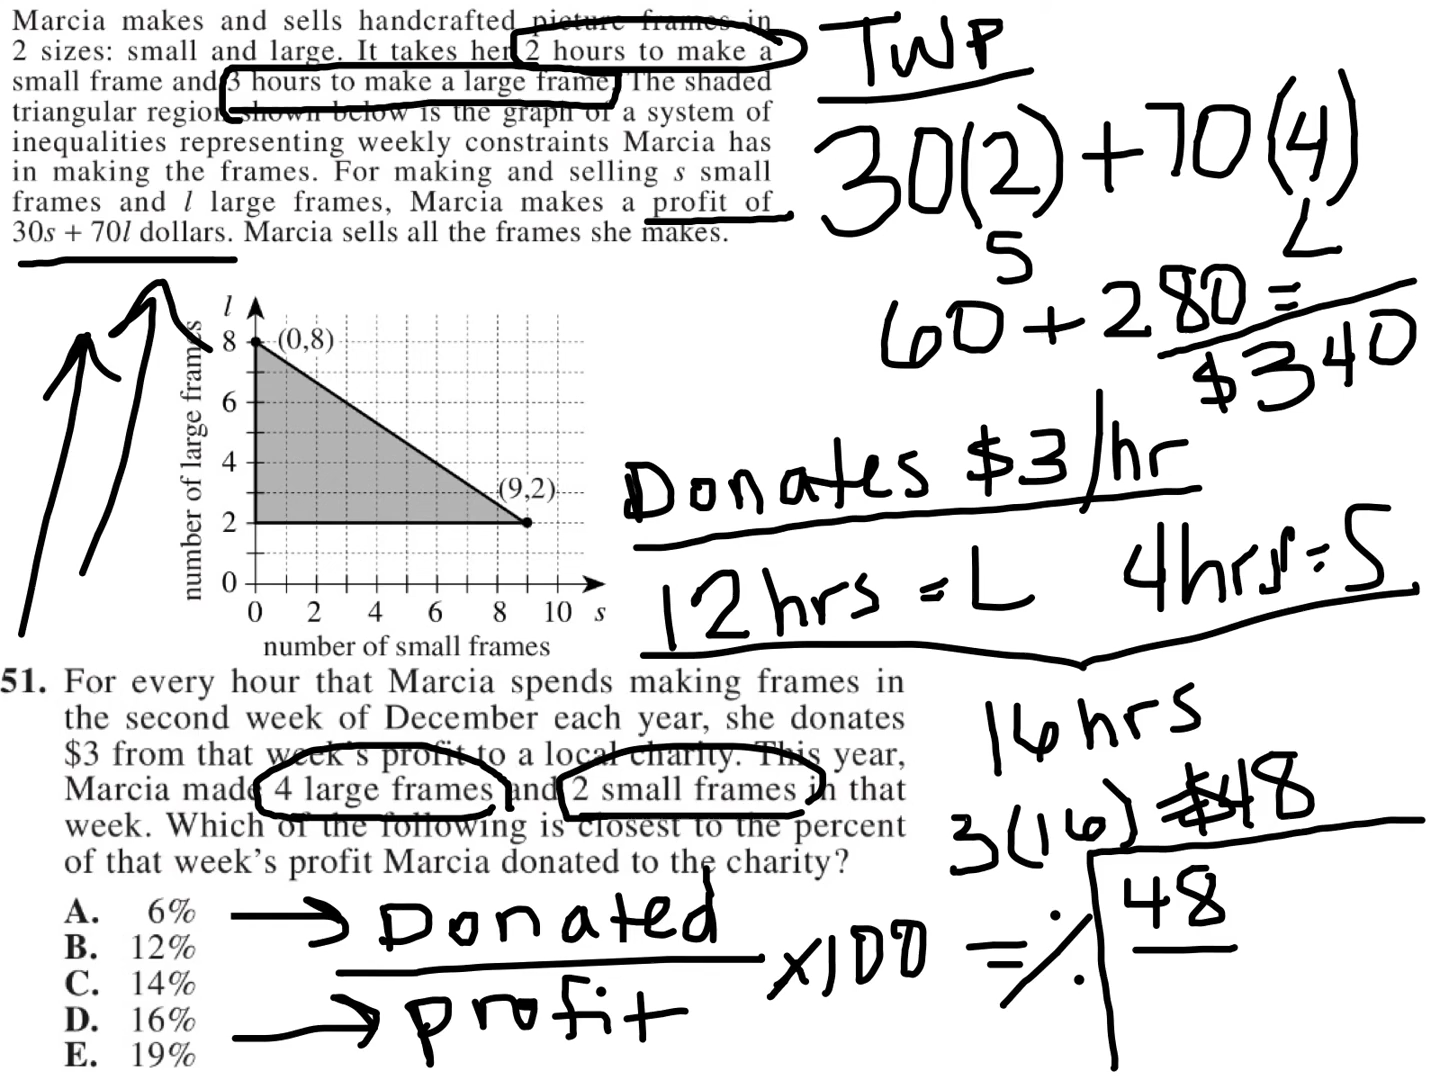 Marcia makes and sells handcrafted picture frames in
2 sizes: small and large. It takes her 2 hours to make a
small frame and 3 hours to make a large frame. The shaded
triangular region shown below is the graph of a system of
inequalities representing weekly constraints Marcia has
in making the frames. For making and selling s small
frames and l large frames, Marcia makes a profit of
30s + 70l dollars. Marcia sells all the frames she makes.
TWP
30(2)+70(4)
S L
60+280=
$340
Donates $3/hr
12hrs=L 4hrs=S
16hrs
3(16) =$48
l
8
(0,8)
6
4
(9,2)
2
0
number of large frames
0 2 4 6 8 10 s
number of small frames
51. For every hour that Marcia spends making frames in
the second week of December each year, she donates
$3 from that week's profit to a local charity. This year,
Marcia made 4 large frames and 2 small frames in that
week. Which of the following is closest to the percent
of that week's profit Marcia donated to the charity?
A. 6%
B. 12%
C. 14%
D. 16%
E. 19%
Donated
profit
×100 = %
48